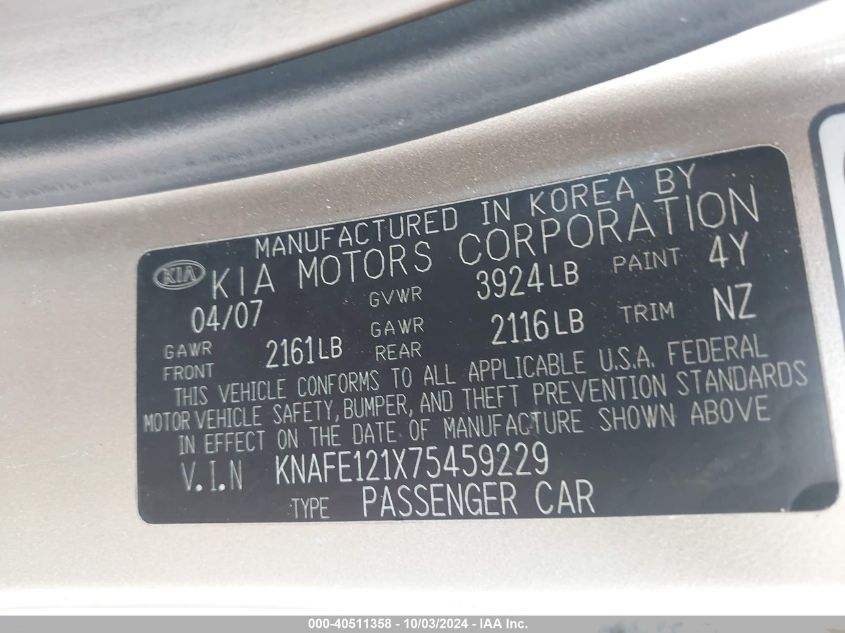 MANUFACTURED IN KOREA BY
KIA KIA MOTORS CORPORATION
04/07 GVWR 3924LB PAINT 4Y
GAWR FRONT 2161LB GAWR REAR 2116LB TRIM NZ
THIS VEHICLE CONFORMS TO ALL APPLICABLE U.S.A. FEDERAL
MOTOR VEHICLE SAFETY, BUMPER, AND THEFT PREVENTION STANDARDS
IN EFFECT ON THE DATE OF MANUFACTURE SHOWN ABOVE
V.I.N KNAFE121X75459229
TYPE PASSENGER CAR
000-40511358 - 10/03/2024 - IAAI.com